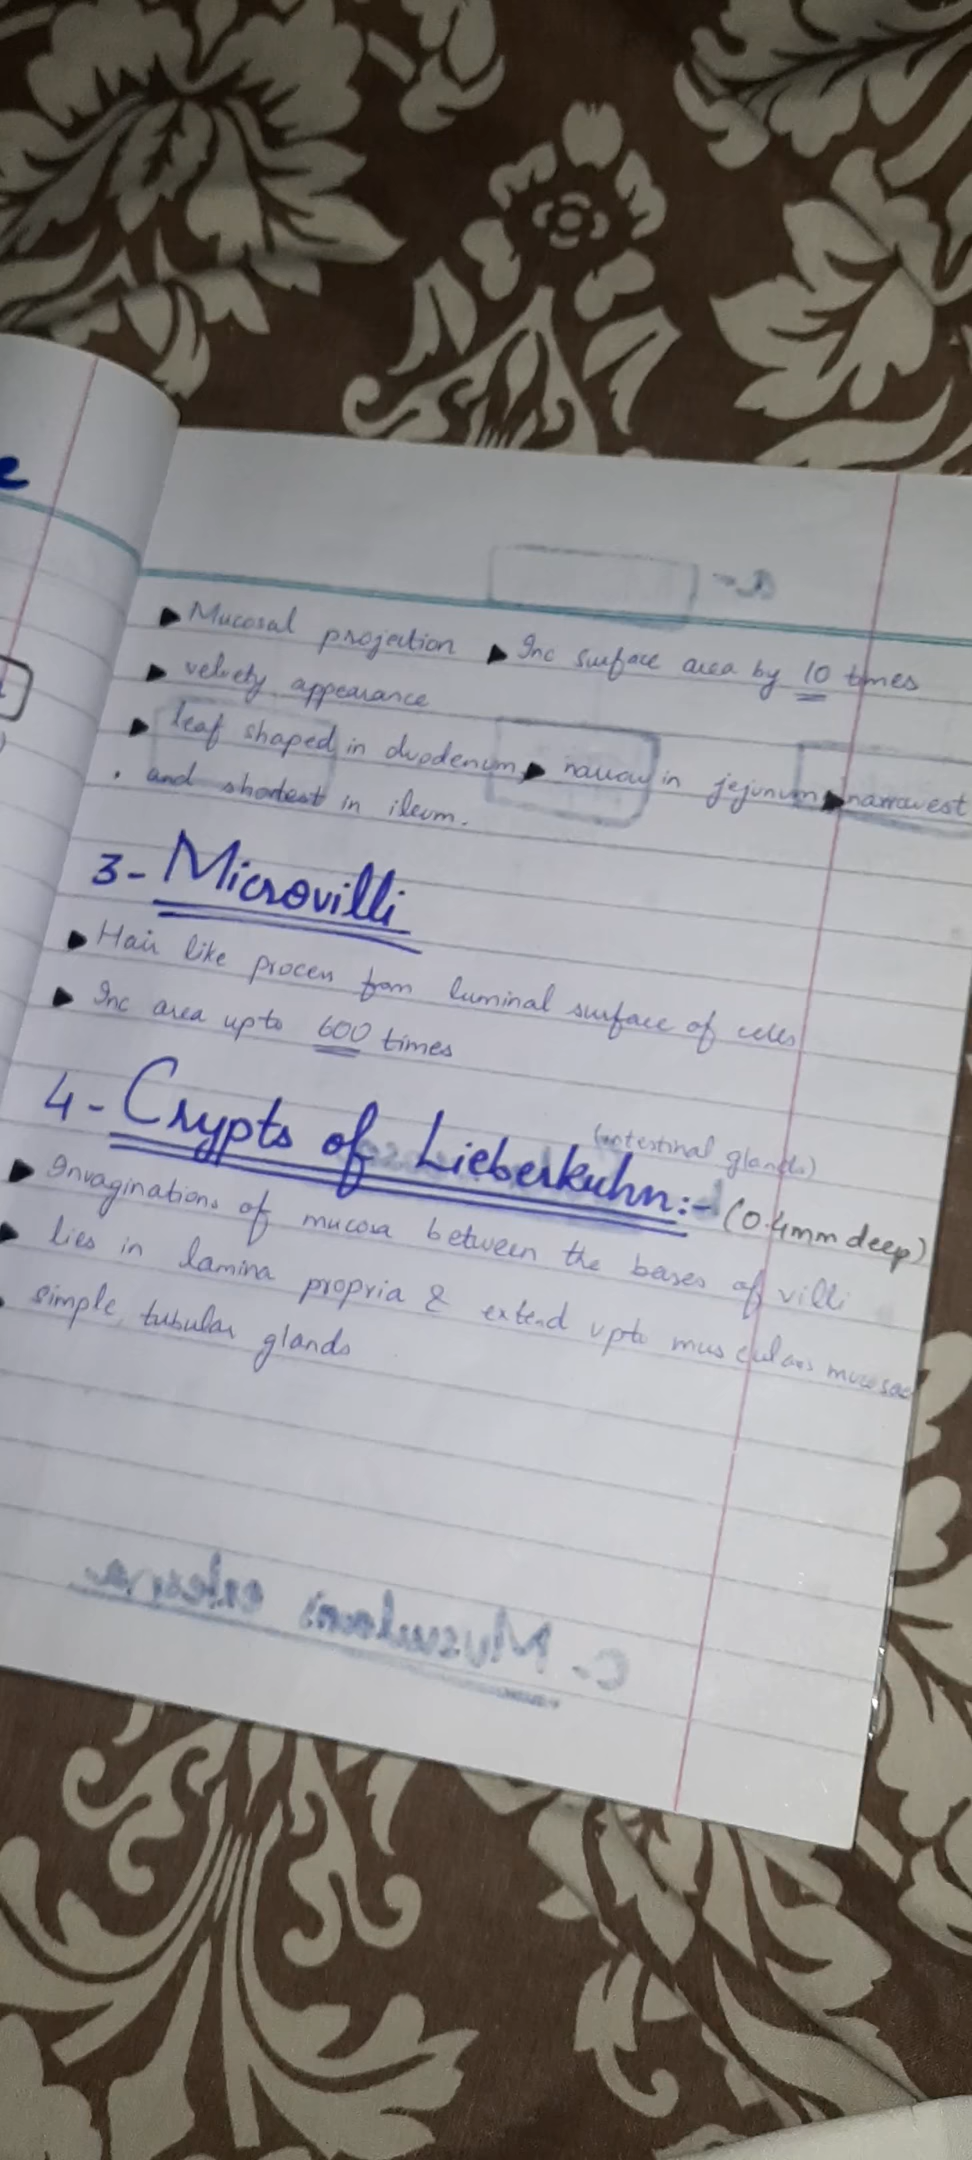 ▶ Mucosal projection ▶ Inc surface area by 10 times
▶ velvety appearance
▶ leaf shaped in duodenum ▶ narrow in jejunum ▶ narrowest
. and shortest in ileum.
3- Microvilli
▶ Hair like process from luminal surface of cells
▶ Inc area upto 600 times
(intestinal glands)
4- Crypts of Lieberkuhn:- (0.4mm deep)
▶ Invaginations of mucosa between the bases of villi
▶ lies in lamina propria & extend upto muscularis mucosae
. simple, tubular glands